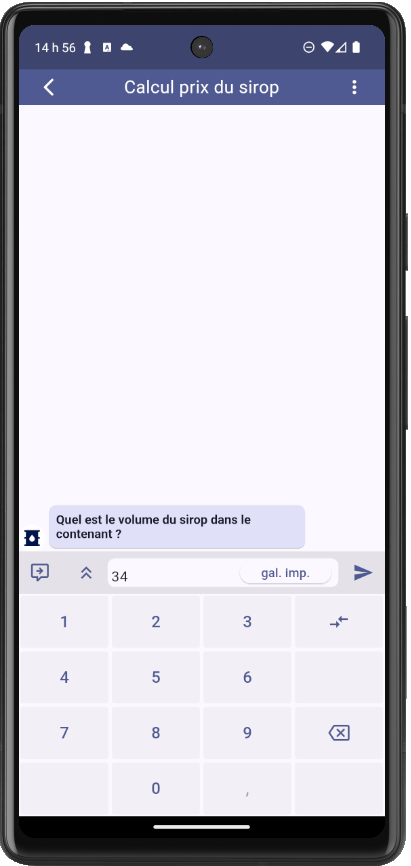 14 h 56
Calcul prix du sirop
Quel est le volume du sirop dans le
contenant ?
34 gal. imp.
1 2 3
4 5 6
7 8 9
0 ,